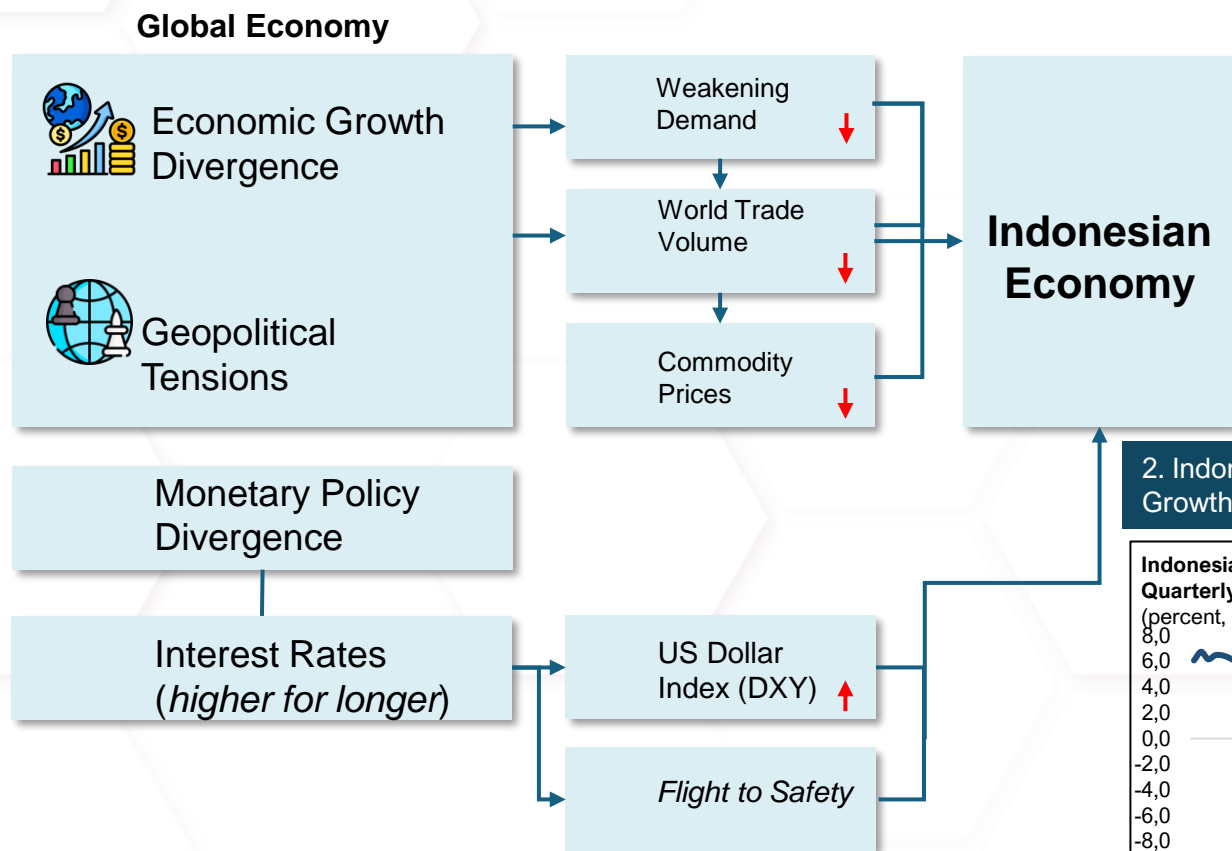 Global Economy
Economic Growth
Divergence
Geopolitical
Tensions
Weakening
Demand
World Trade
Volume
Commodity
Prices
Indonesian
Economy
Monetary Policy
Divergence
Interest Rates
(higher for longer)
US Dollar
Index (DXY)
Flight to Safety
2.
Growth
Indonesia
Quarterly
(percent,
8,0
6,0
4,0
2,0
0,0
-2,0
-4,0
-6,0
-8,0